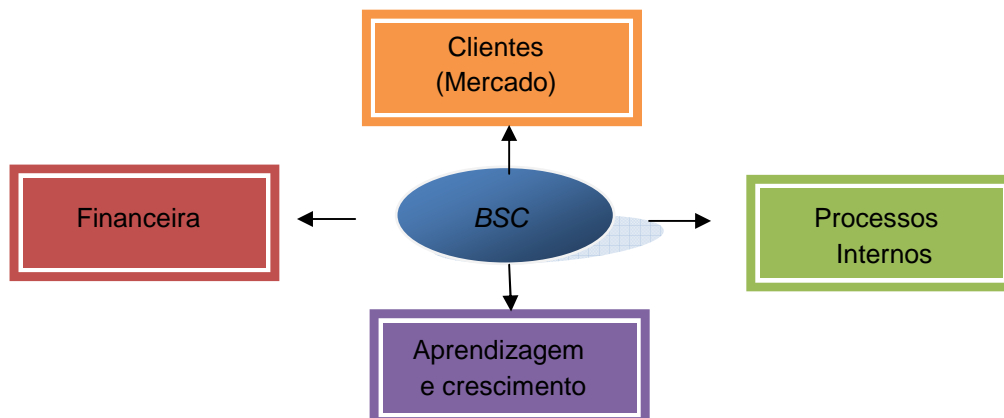 Clientes
(Mercado)
Financeira
BSC
Processos
Internos
Aprendizagem
e crescimento